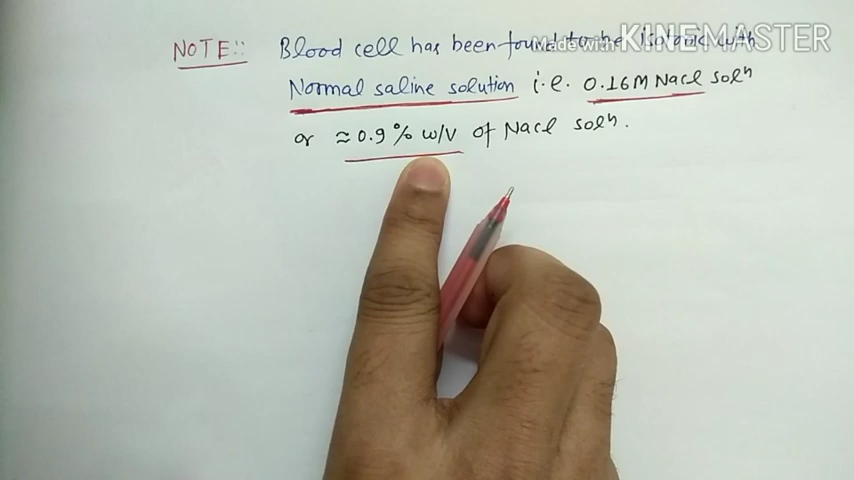 Made with KINEMASTER
NOTE:: Blood cell has been found to be isotonic with
Normal saline solution i.e. 0.16M Nacl solⁿ
or ≈ 0.9% w/v of Nacl solⁿ.